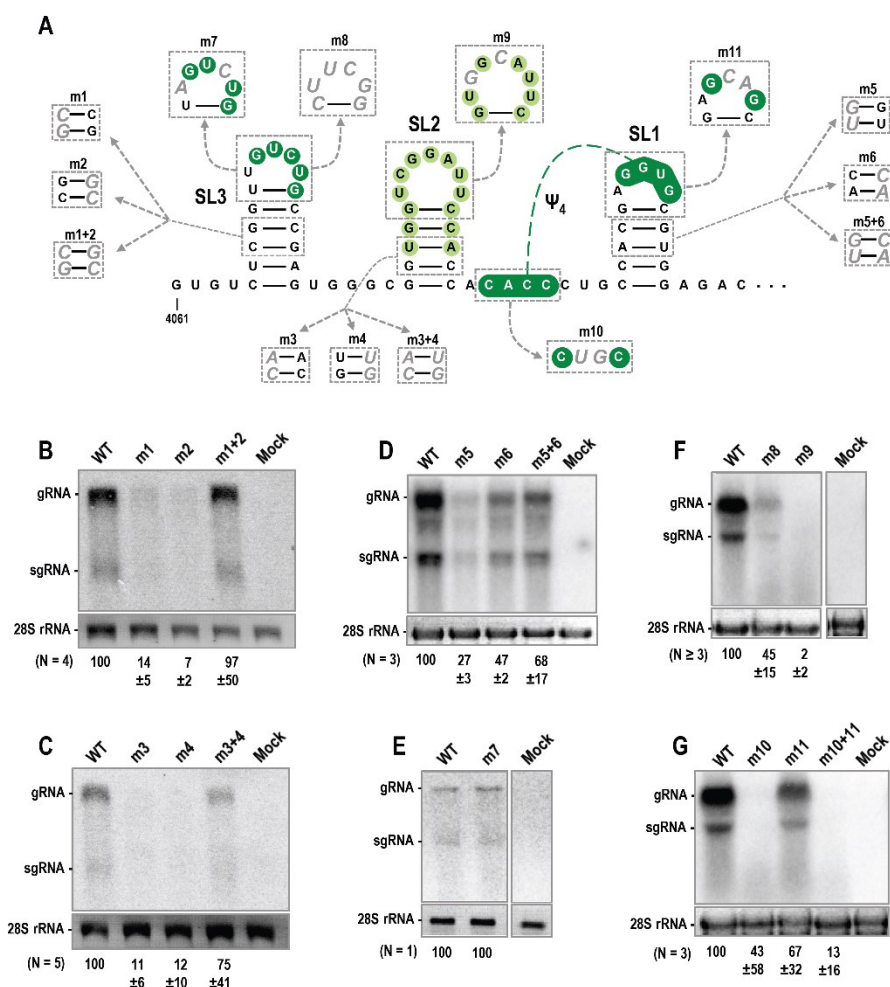 A
m7
A G U C U
U G
m8
U U C
U G
C G
m9
G G C A
U U
G C
m11
G C A
A G
G C
m1
C C
G G
m2
G G
C C
m1+2
C G
G C
m5
G G
U U
m6
C C
A A
m5+6
G C
U A
SL3
U G U C U
U G
G C
G C
C G
U A
SL2
C G G A
U U
G C
G C
U A
SL1
A G G U
G G
C
C G
A U
C G
C G
Ψ4
G U G U C G U G G G C G C A C A C C C U G C G A G A C ...
4061
m3
A A
C C
m4
U U
G G
m3+4
A U
C G
m10
C U G C
B
WT m1 m2 m1+2 Mock
gRNA
sgRNA
28S rRNA
(N = 4) 100 14 7 97
±5 ±2 ±50
D
WT m5 m6 m5+6 Mock
gRNA
sgRNA
28S rRNA
(N = 3) 100 27 47 68
±3 ±2 ±17
F
WT m8 m9 Mock
gRNA
sgRNA
28S rRNA
(N ≥ 3) 100 45 2
±15 ±2
C
WT m3 m4 m3+4 Mock
gRNA
sgRNA
28S rRNA
(N = 5) 100 11 12 75
±6 ±10 ±41
E
WT m7 Mock
gRNA
sgRNA
28S rRNA
(N = 1) 100 100
G
WT m10 m11 m10+11 Mock
gRNA
sgRNA
28S rRNA
(N = 3) 100 43 67 13
±58 ±32 ±16